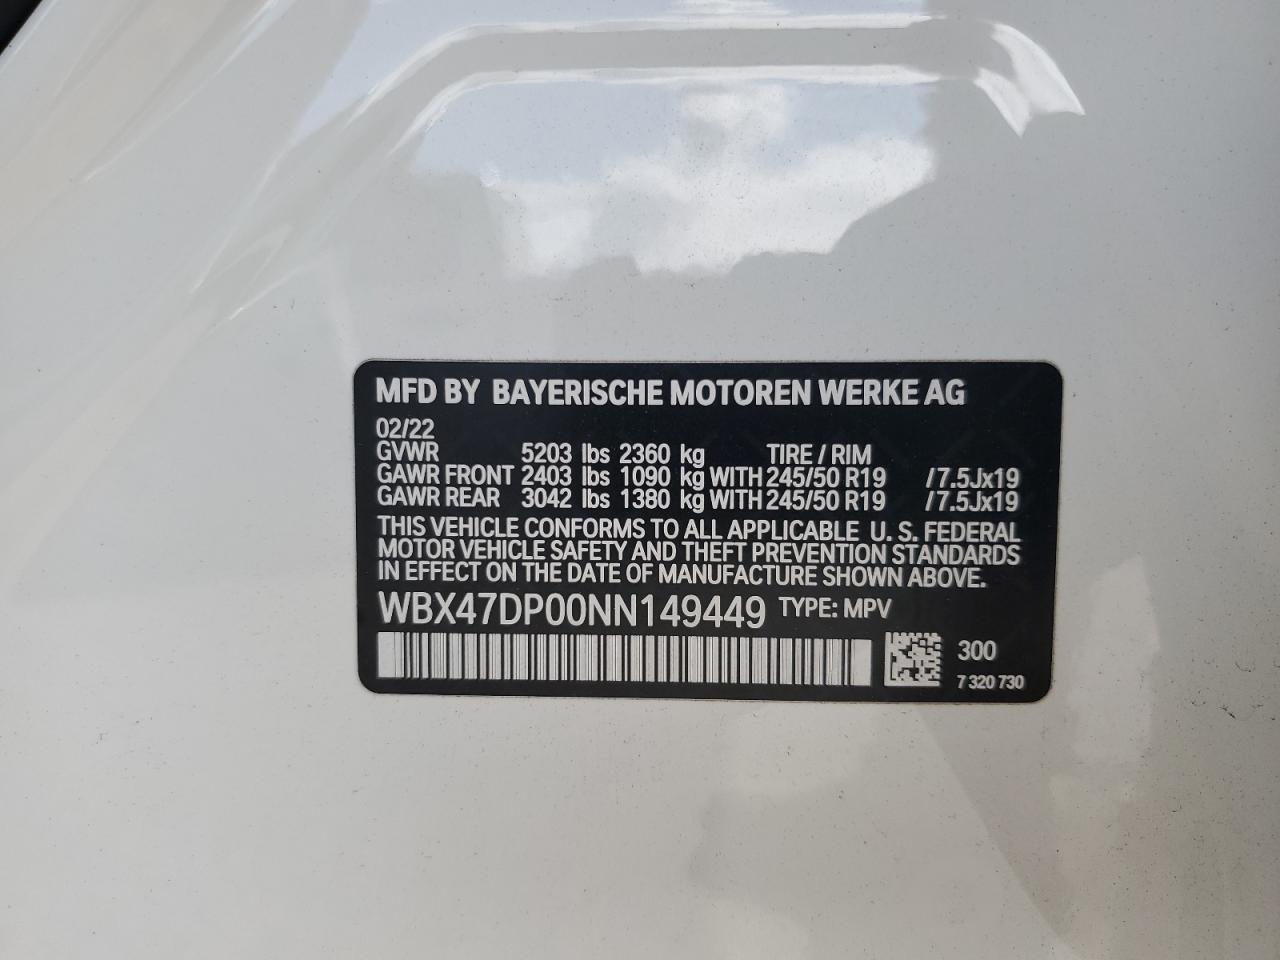 MFD BY BAYERISCHE MOTOREN WERKE AG
02/22
GVWR 5203 lbs 2360 kg TIRE / RIM
GAWR FRONT 2403 lbs 1090 kg WITH 245/50 R19 /7.5Jx19
GAWR REAR 3042 lbs 1380 kg WITH 245/50 R19 /7.5Jx19
THIS VEHICLE CONFORMS TO ALL APPLICABLE U. S. FEDERAL
MOTOR VEHICLE SAFETY AND THEFT PREVENTION STANDARDS
IN EFFECT ON THE DATE OF MANUFACTURE SHOWN ABOVE.
WBX47DP00NN149449 TYPE: MPV
300
7 320 730